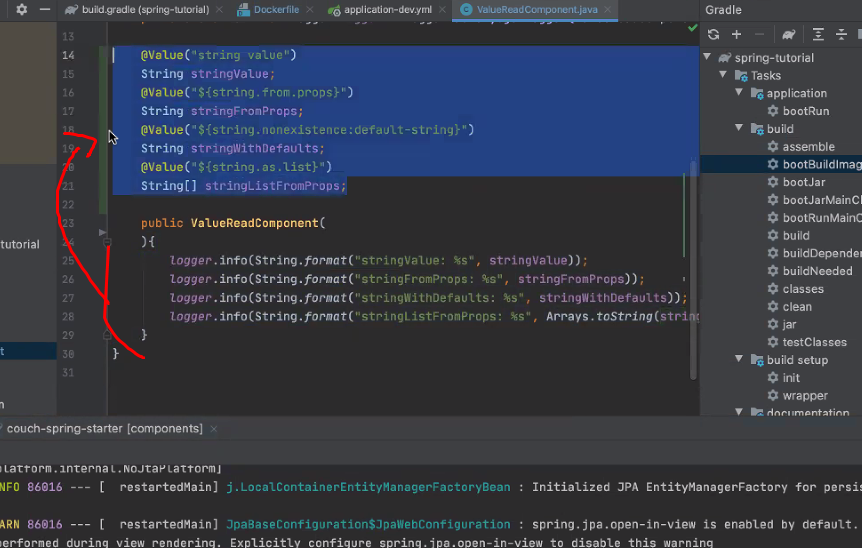 build.gradle (spring-tutorial)
Dockerfile
application-dev.yml
ValueReadComponent.java
Gradle
13
14 @Value("string value")
15 String stringValue;
16 @Value("${string.from.props}")
17 String stringFromProps;
18 @Value("${string.nonexistence:default-string}")
19 String stringWithDefaults;
20 @Value("${string.as.list}")
21 String[] stringListFromProps;
22
23 public ValueReadComponent(
24 ){
25 logger.info(String.format("stringValue: %s", stringValue));
26 logger.info(String.format("stringFromProps: %s", stringFromProps));
27 logger.info(String.format("stringWithDefaults: %s", stringWithDefaults));
28 logger.info(String.format("stringListFromProps: %s", Arrays.toString(string
29 }
30 }
31
tutorial
spring-tutorial
Tasks
application
bootRun
build
assemble
bootBuildImag
bootJar
bootJarMainCl
bootRunMainCl
build
buildDepender
buildNeeded
classes
clean
jar
testClasses
build setup
init
wrapper
documentation
couch-spring-starter [components]
platform.internal.NoJtaPlatform]
NFO 86016 --- [ restartedMain] j.LocalContainerEntityManagerFactoryBean : Initialized JPA EntityManagerFactory for persis
ARN 86016 --- [ restartedMain] JpaBaseConfiguration$JpaWebConfiguration : spring.jpa.open-in-view is enabled by default.
performed during view rendering. Explicitly configure spring.jpa.open-in-view to disable this warning